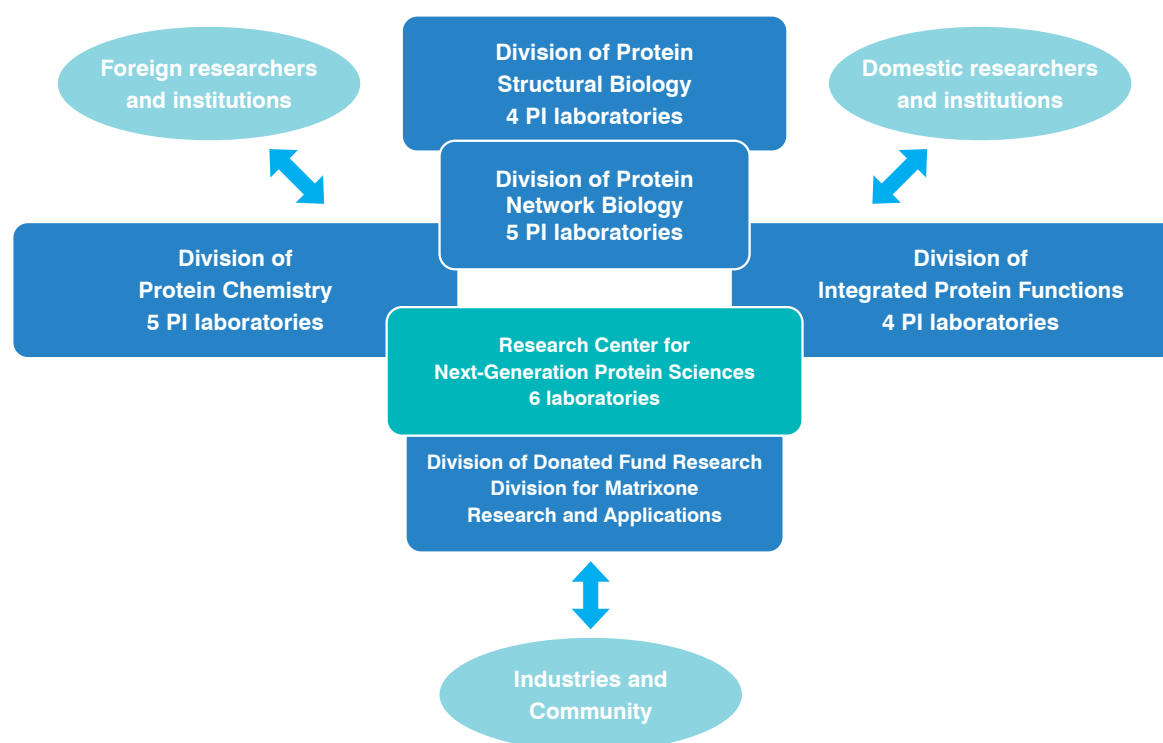 Foreign researchers
and institutions
Division of Protein
Structural Biology
4 PI laboratories
Domestic researchers
and institutions
Division of Protein
Network Biology
5 PI laboratories
Division of
Protein Chemistry
5 PI laboratories
Division of
Integrated Protein Functions
4 PI laboratories
Research Center for
Next-Generation Protein Sciences
6 laboratories
Division of Donated Fund Research
Division for Matrixone
Research and Applications
Industries and
Community